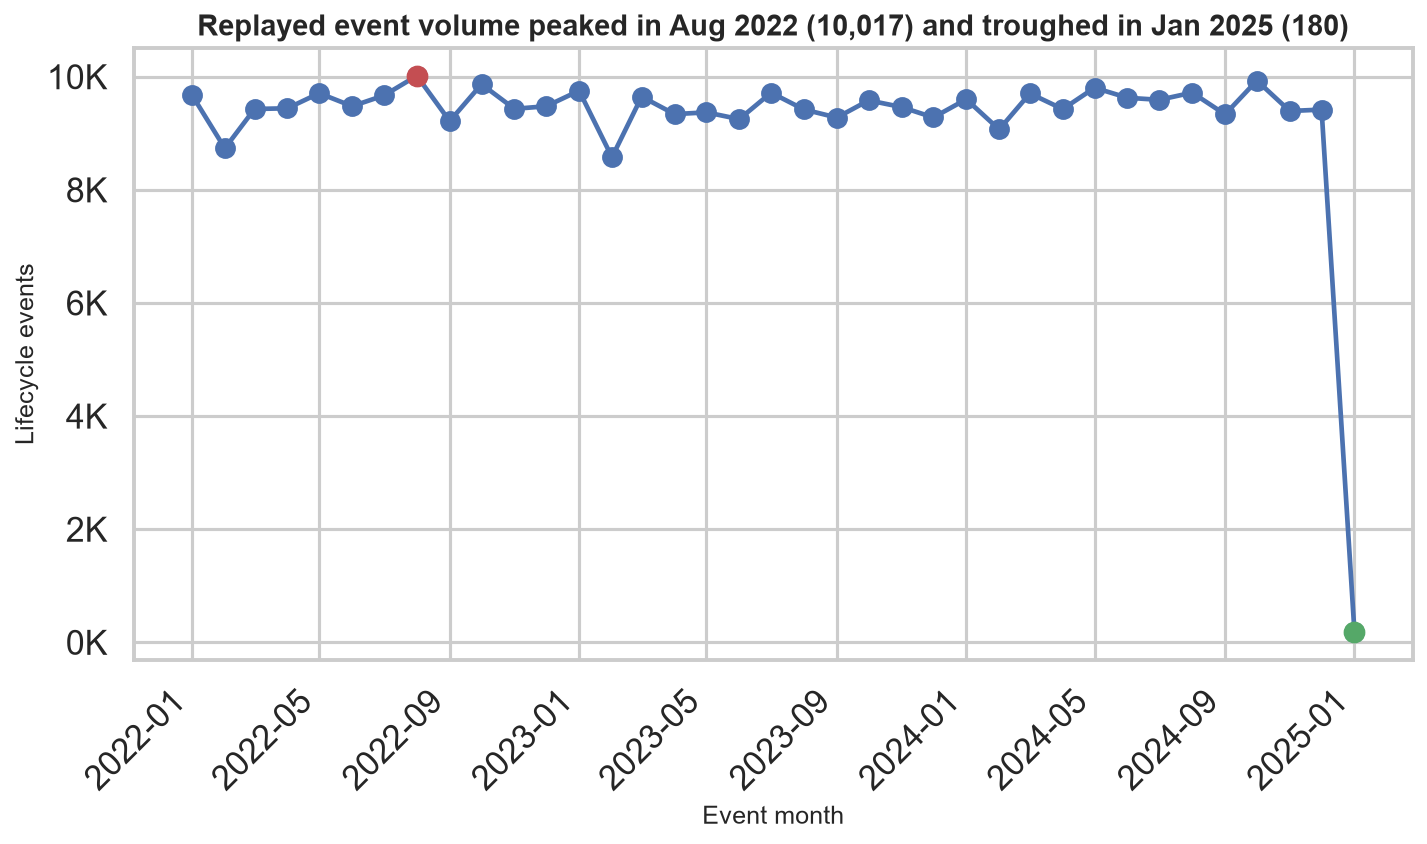 Replayed event volume peaked in Aug 2022 (10,017) and troughed in Jan 2025 (180)
10K
8K
6K
4K
2K
0K
Lifecycle events
2022-01
2022-05
2022-09
2023-01
2023-05
2023-09
2024-01
2024-05
2024-09
2025-01
Event month